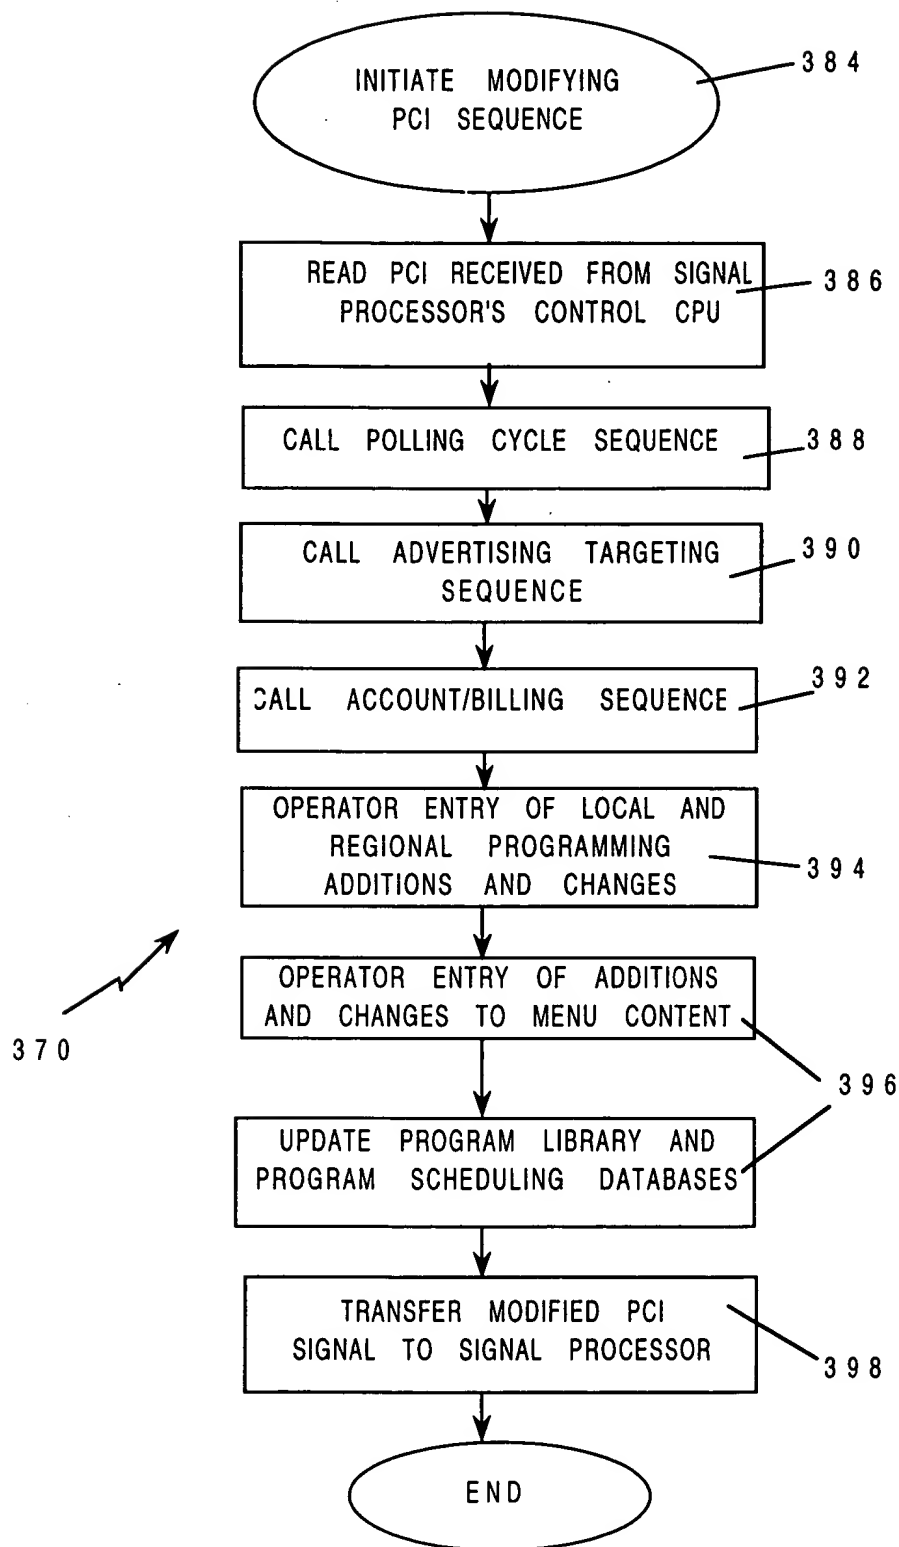 INITIATE MODIFYING
PCI SEQUENCE
384
READ PCI RECEIVED FROM SIGNAL
PROCESSOR'S CONTROL CPU
386
CALL POLLING CYCLE SEQUENCE
388
CALL ADVERTISING TARGETING
SEQUENCE
390
CALL ACCOUNT/BILLING SEQUENCE
392
OPERATOR ENTRY OF LOCAL AND
REGIONAL PROGRAMMING
ADDITIONS AND CHANGES
394
OPERATOR ENTRY OF ADDITIONS
AND CHANGES TO MENU CONTENT
370
396
UPDATE PROGRAM LIBRARY AND
PROGRAM SCHEDULING DATABASES
TRANSFER MODIFIED PCI
SIGNAL TO SIGNAL PROCESSOR
398
END